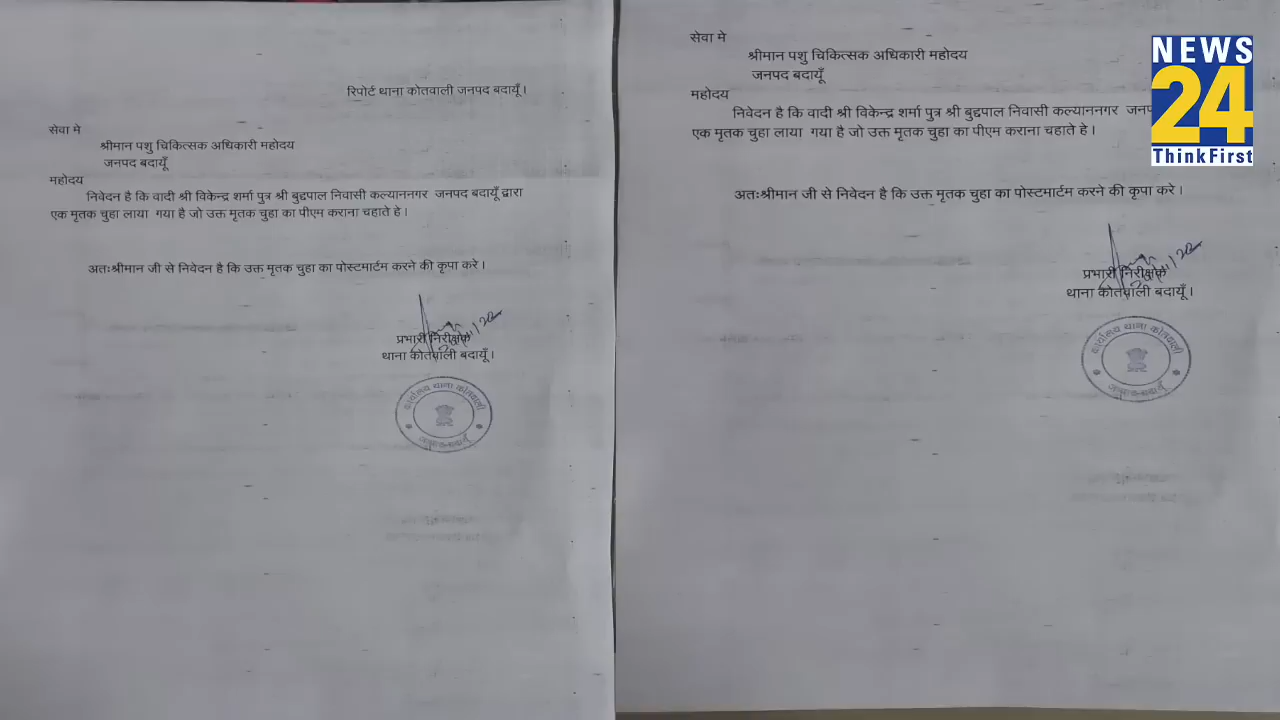 रिपोर्ट थाना कोतवाली जनपद बदायूँ।
सेवा मे
श्रीमान पशु चिकित्सक अधिकारी महोदय
जनपद बदायूँ
महोदय
निवेदन है कि वादी श्री विकेन्द्र शर्मा पुत्र श्री बुद्दपाल निवासी कल्याननगर जनपद बदायूँ द्वारा
एक मृतक चुहा लाया गया है जो उक्त मृतक चुहा का पीएम कराना चहाते हे।
अतःश्रीमान जी से निवेदन है कि उक्त मृतक चुहा का पोस्टमार्टम करने की कृपा करे।
प्रभारी निरीक्षक
थाना कोतवाली बदायूँ।
कार्यालय थाना कोतवाली
सेवा मे
श्रीमान पशु चिकित्सक अधिकारी महोदय
जनपद बदायूँ
महोदय
निवेदन है कि वादी श्री विकेन्द्र शर्मा पुत्र श्री बुद्दपाल निवासी कल्याननगर
एक मृतक चुहा लाया गया है जो उक्त मृतक चुहा का पीएम कराना चहाते हे।
अतःश्रीमान जी से निवेदन है कि उक्त मृतक चुहा का पोस्टमार्टम करने की कृपा करे।
प्रभारी निरीक्षक
थाना कोतवाली बदायूँ।
कार्यालय थाना कोतवाली
NEWS
24
ThinkFirst